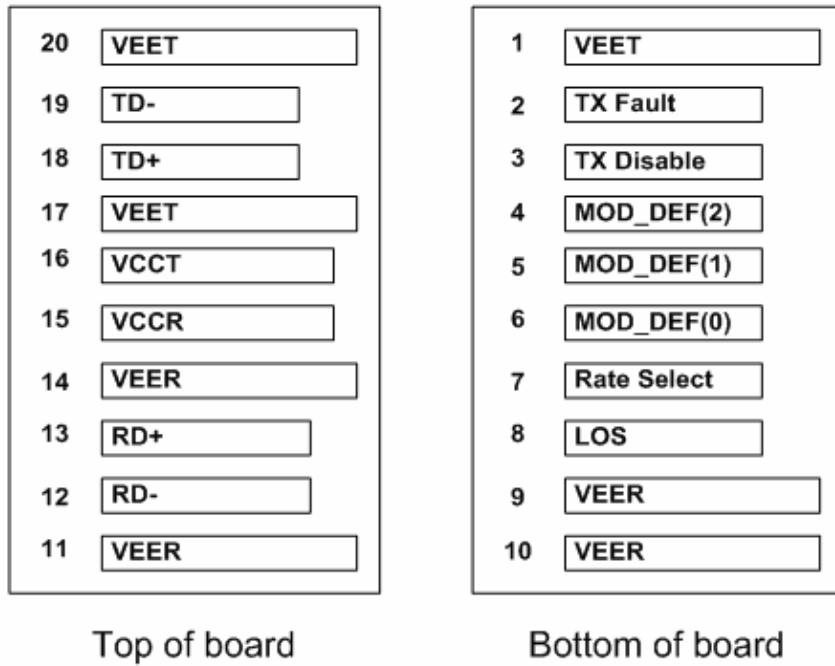 20 VEET
19 TD-
18 TD+
17 VEET
16 VCCT
15 VCCR
14 VEER
13 RD+
12 RD-
11 VEER
Top of board
1 VEET
2 TX Fault
3 TX Disable
4 MOD_DEF(2)
5 MOD_DEF(1)
6 MOD_DEF(0)
7 Rate Select
8 LOS
9 VEER
10 VEER
Bottom of board